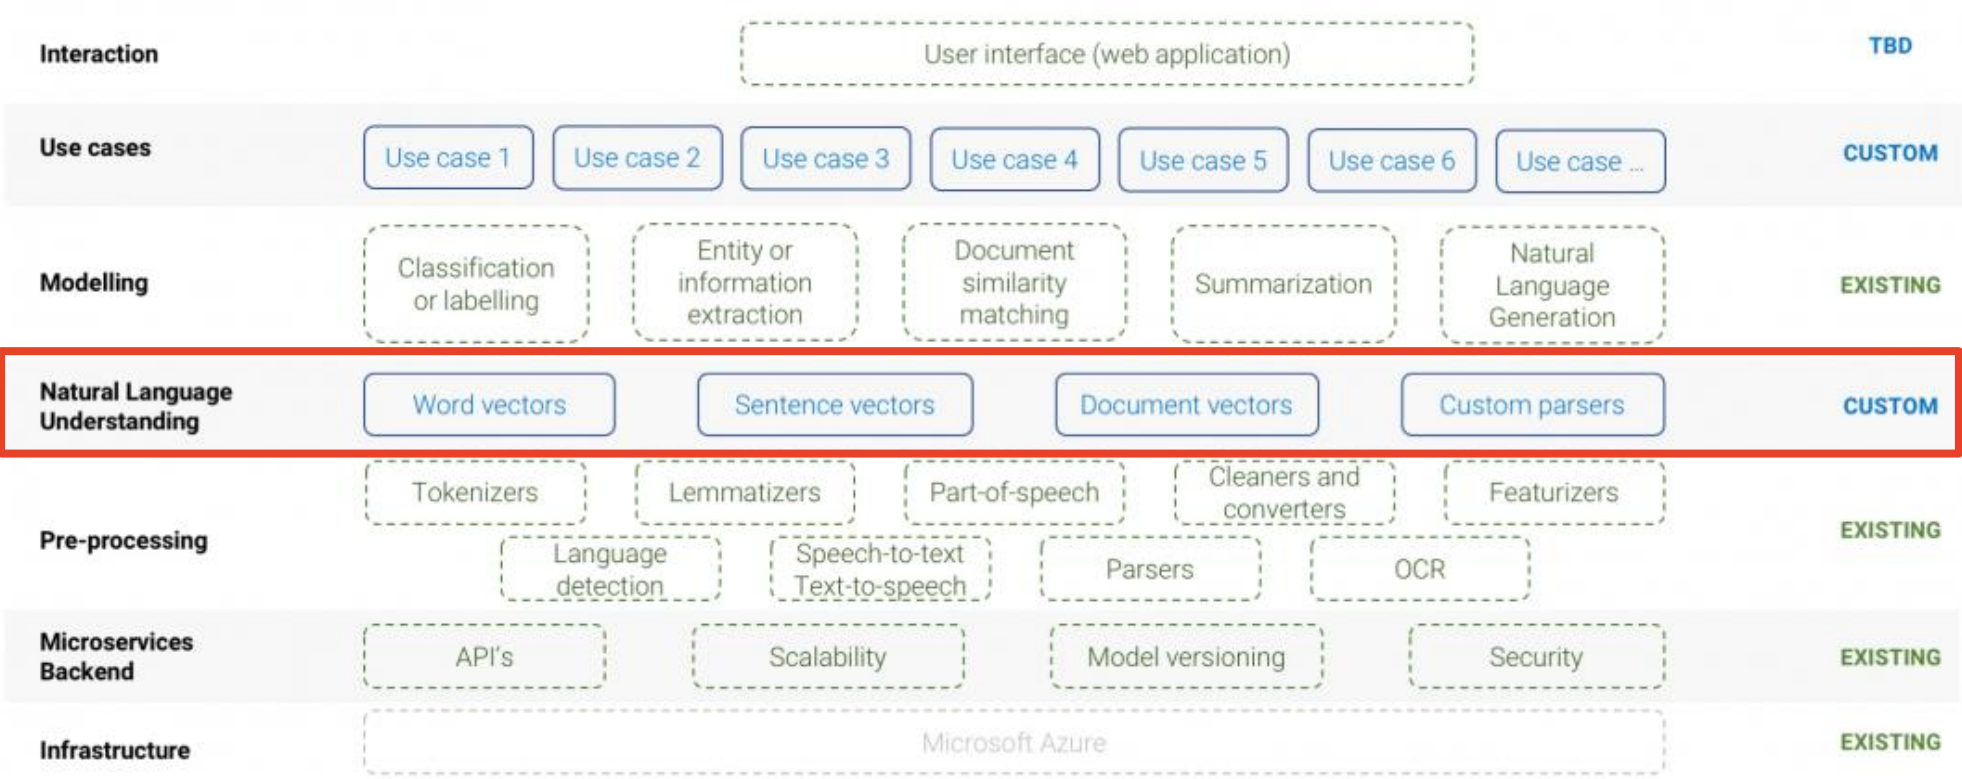 Interaction
User interface (web application)
TBD
Use cases
Use case 1
Use case 2
Use case 3
Use case 4
Use case 5
Use case 6
Use case ...
CUSTOM
Modelling
Classification
or labelling
Entity or
information
extraction
Document
similarity
matching
Summarization
Natural
Language
Generation
EXISTING
Natural Language
Understanding
Word vectors
Sentence vectors
Document vectors
Custom parsers
CUSTOM
Pre-processing
Tokenizers
Lemmatizers
Part-of-speech
Cleaners and
converters
Featurizers
Language
detection
Speech-to-text
Text-to-speech
Parsers
OCR
EXISTING
Microservices
Backend
API's
Scalability
Model versioning
Security
EXISTING
Infrastructure
Microsoft Azure
EXISTING